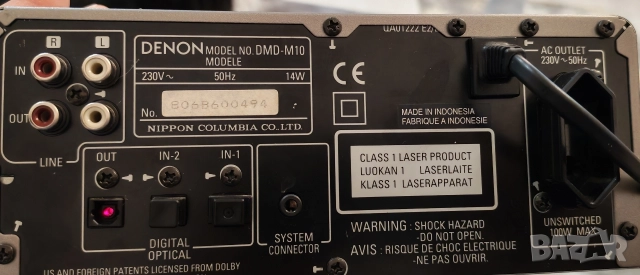 QA01222 E2/
R L
IN
OUT
LINE
DENON MODEL NO. DMD-M10
MODELE
230V~ 50Hz 14W
No. 8068600494
NIPPON COLUMBIA CO., LTD.
CE
MADE IN INDONESIA
FABRIQUE A INDONESIE
AC OUTLET
230V~ 50Hz
UNSWITCHED
100W MAX.
OUT IN-2 IN-1
DIGITAL
OPTICAL
SYSTEM
CONNECTOR
CLASS 1 LASER PRODUCT
LUOKAN 1 LASERLAITE
KLASS 1 LASERAPPARAT
WARNING : SHOCK HAZARD
-DO NOT OPEN.
AVIS : RISQUE DE CHOC ELECTRIQUE
-NE PAS OUVRIR.
US AND FOREIGN PATENTS LICENSED FROM DOLBY
BAZAR